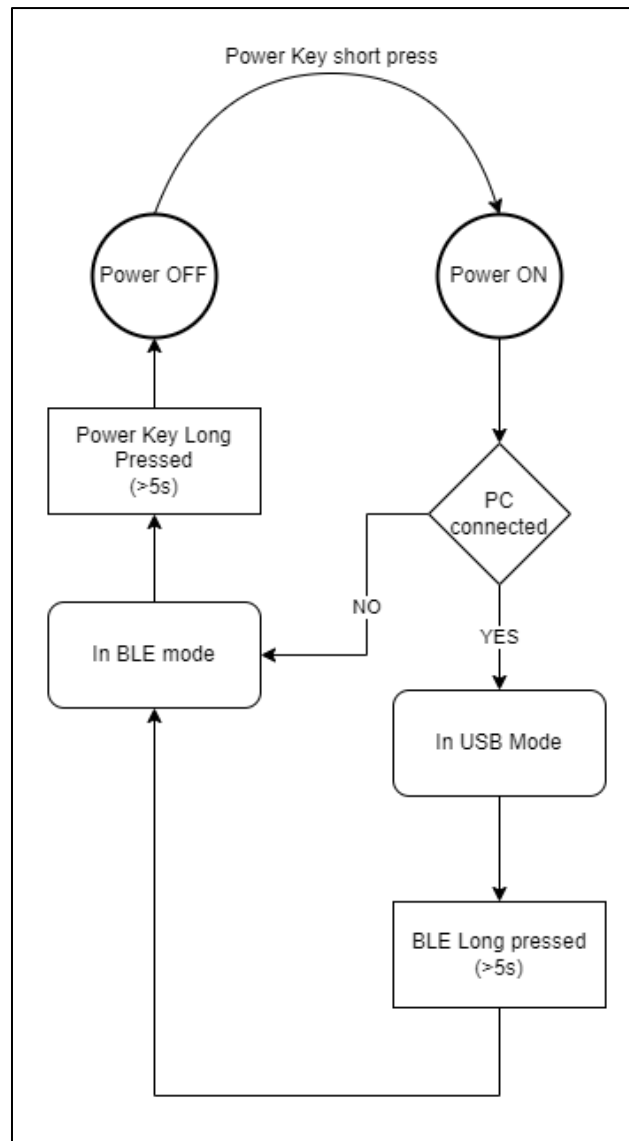 Power Key short press
Power OFF
Power ON
Power Key Long
Pressed
(>5s)
PC
connected
NO
YES
In BLE mode
In USB Mode
BLE Long pressed
(>5s)